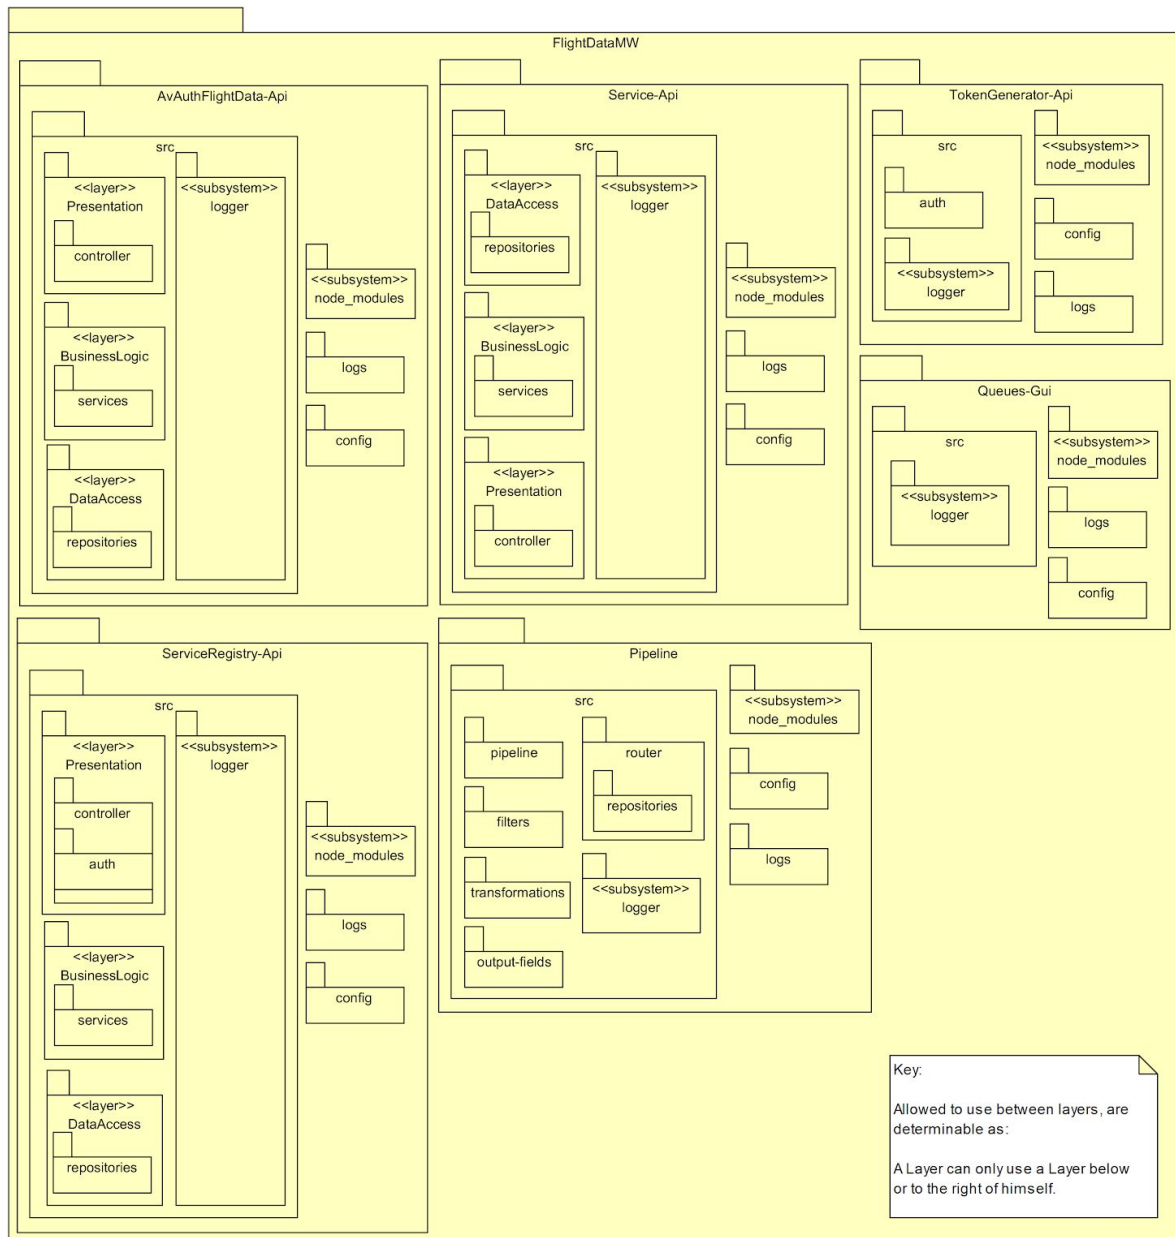 FlightDataMW
AvAuthFlightData-Api
src
<<layer>>
Presentation
controller
<<subsystem>>
logger
<<layer>>
BusinessLogic
services
<<layer>>
DataAccess
repositories
<<subsystem>>
node_modules
logs
config
Service-Api
src
<<layer>>
DataAccess
repositories
<<subsystem>>
logger
<<layer>>
BusinessLogic
services
<<layer>>
Presentation
controller
<<subsystem>>
node_modules
logs
config
TokenGenerator-Api
src
auth
<<subsystem>>
logger
<<subsystem>>
node_modules
config
logs
Queues-Gui
src
<<subsystem>>
logger
<<subsystem>>
node_modules
logs
config
ServiceRegistry-Api
src
<<layer>>
Presentation
controller
auth
<<subsystem>>
logger
<<layer>>
BusinessLogic
services
<<layer>>
DataAccess
repositories
<<subsystem>>
node_modules
logs
config
Pipeline
src
pipeline
filters
transformations
output-fields
router
repositories
<<subsystem>>
logger
<<subsystem>>
node_modules
config
logs
Key:
Allowed to use between layers, are
determinable as:
A Layer can only use a Layer below
or to the right of himself.